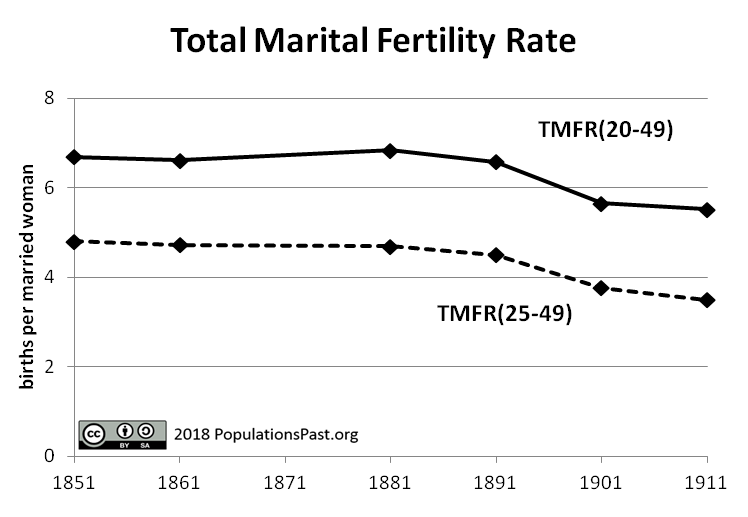 Total Marital Fertility Rate
births per married woman
8
6
4
2
0
TMFR(20-49)
TMFR(25-49)
cc
BY SA
2018 PopulationsPast.org
1851 1861 1871 1881 1891 1901 1911